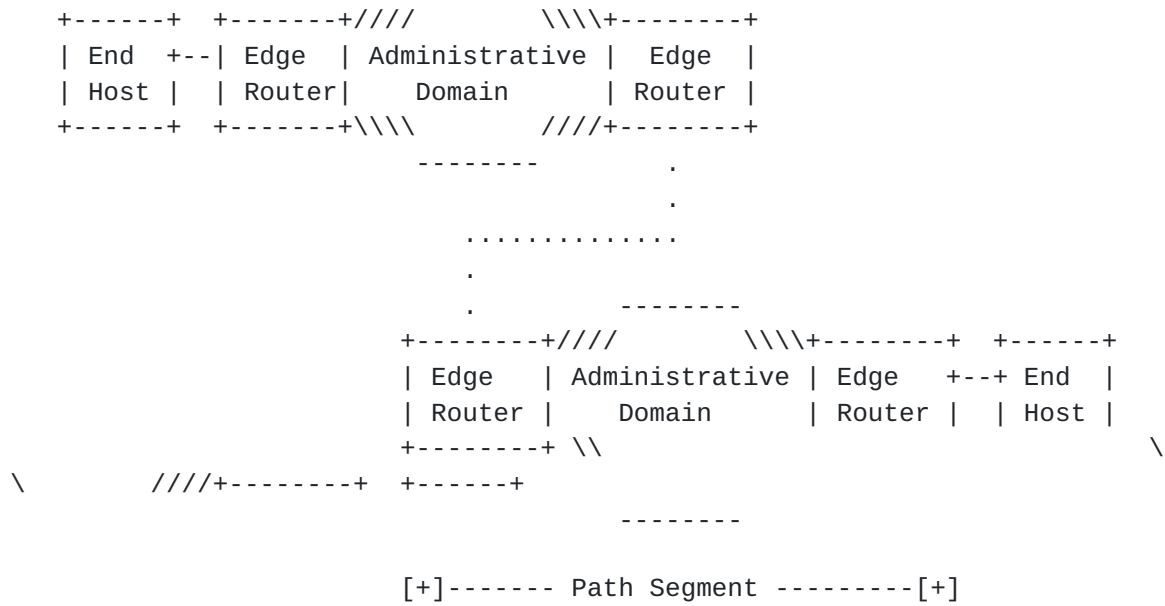 +------+  +-------+////        \\\\+--------+
| End  +--| Edge  | Administrative |  Edge  |
| Host |  | Router|    Domain      | Router |
+------+  +-------+\\\\        ////+--------+
--------        .
.
..............
.
.         --------
+--------+////        \\\\+--------+  +------+
| Edge   | Administrative | Edge   +--+ End  |
| Router |    Domain      | Router |  | Host |
+--------+ \\                                  \
\        ////+--------+  +------+
--------
[+]------- Path Segment ---------[+]